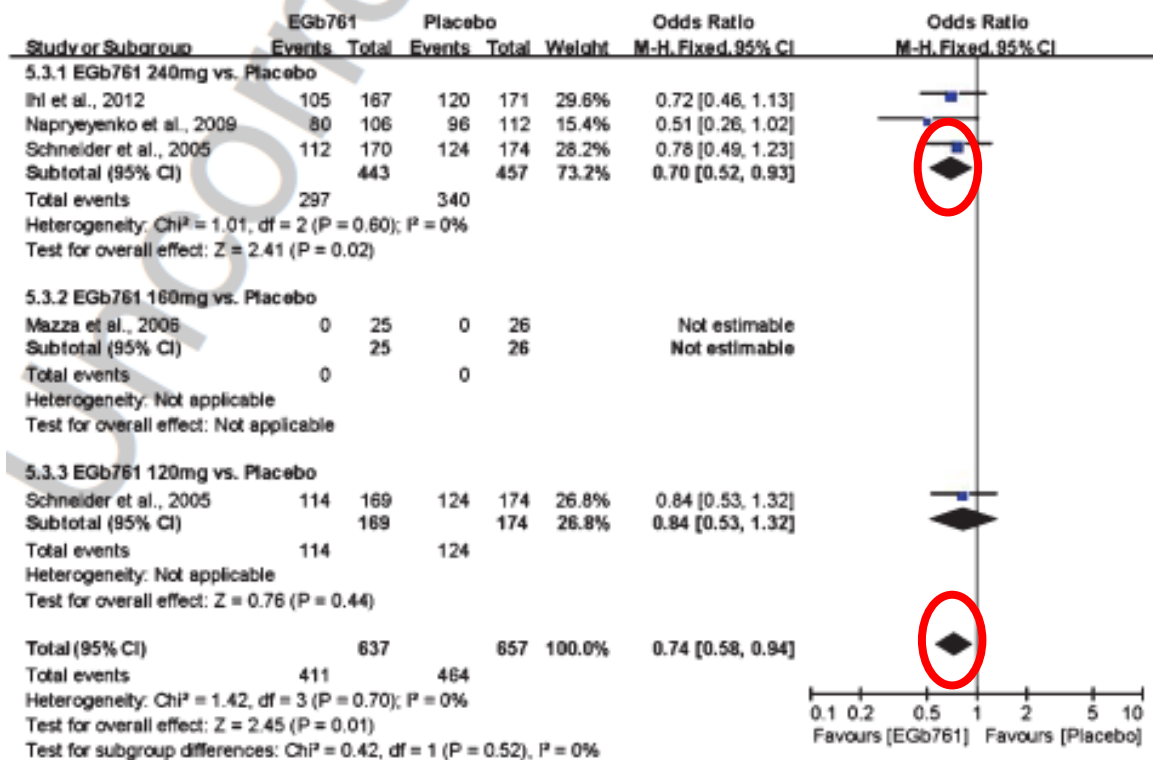 EGb761 Placebo Odds Ratio Odds Ratio
Study or Subgroup Events Total Events Total Weight M-H, Fixed, 95% CI M-H, Fixed, 95% CI
5.3.1 EGb761 240mg vs. Placebo
Ihl et al., 2012 105 167 120 171 29.6% 0.72 [0.46, 1.13]
Napryeyenko et al., 2009 80 106 96 112 15.4% 0.51 [0.26, 1.02]
Schneider et al., 2005 112 170 124 174 28.2% 0.78 [0.49, 1.23]
Subtotal (95% CI) 443 457 73.2% 0.70 [0.52, 0.93]
Total events 297 340
Heterogeneity: Chi² = 1.01, df = 2 (P = 0.60); I² = 0%
Test for overall effect: Z = 2.41 (P = 0.02)
5.3.2 EGb761 160mg vs. Placebo
Mazza et al., 2006 0 25 0 26 Not estimable
Subtotal (95% CI) 25 26 Not estimable
Total events 0 0
Heterogeneity: Not applicable
Test for overall effect: Not applicable
5.3.3 EGb761 120mg vs. Placebo
Schneider et al., 2005 114 169 124 174 26.8% 0.84 [0.53, 1.32]
Subtotal (95% CI) 169 174 26.8% 0.84 [0.53, 1.32]
Total events 114 124
Heterogeneity: Not applicable
Test for overall effect: Z = 0.76 (P = 0.44)
Total (95% CI) 637 657 100.0% 0.74 [0.58, 0.94]
Total events 411 464
Heterogeneity: Chi² = 1.42, df = 3 (P = 0.70); I² = 0%
Test for overall effect: Z = 2.45 (P = 0.01)
Test for subgroup differences: Chi² = 0.42, df = 1 (P = 0.52), I² = 0%
0.1 0.2 0.5 1 2 5 10
Favours [EGb761] Favours [Placebo]